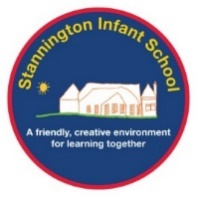 Stannington Infant School
A friendly, creative environment
for learning together